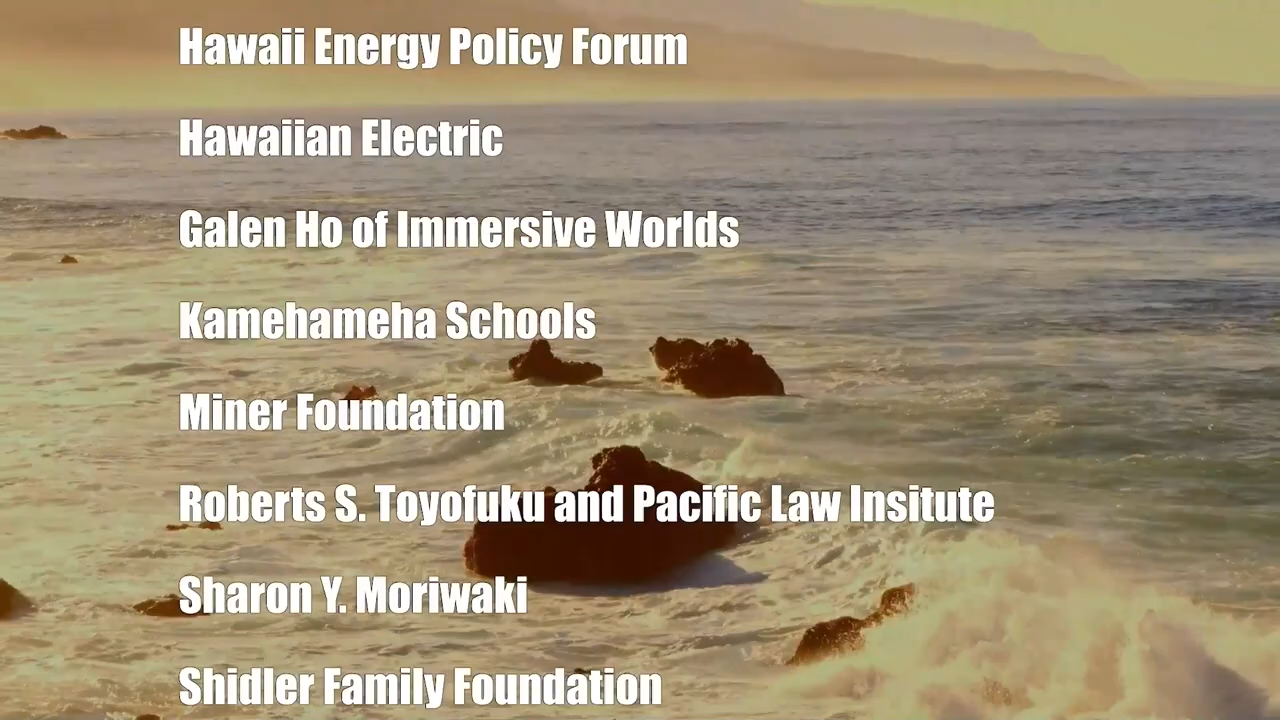 Hawaii Energy Policy Forum
Hawaiian Electric
Galen Ho of Immersive Worlds
Kamehameha Schools
Miner Foundation
Roberts S. Toyofuku and Pacific Law Insitute
Sharon Y. Moriwaki
Shidler Family Foundation